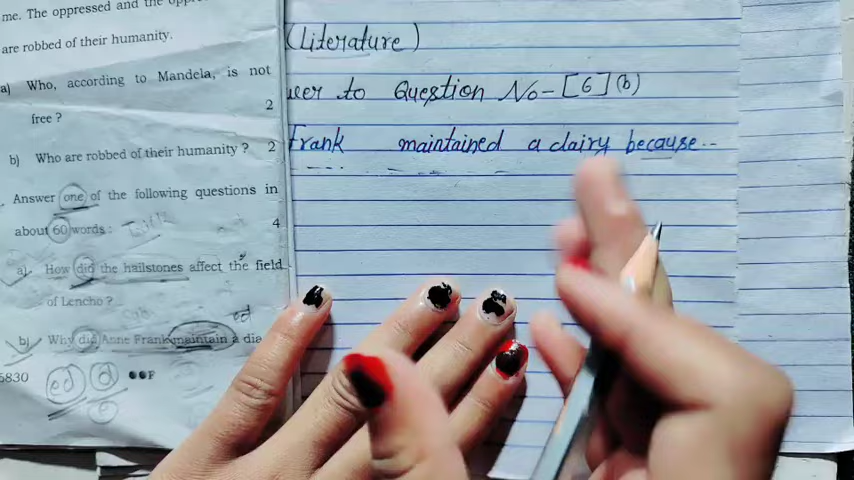 me. The oppressed and the oppr
are robbed of their humanity.
a) Who, according to Mandela, is not
free ? 2
b) Who are robbed of their humanity ? 2
Answer one of the following questions in
about 60 words : 4
a) How did the hailstones affect the field
of Lencho ?
b) Why did Anne Frank maintain a dia
5830
ed d
ed
(Literature)
wer to Question No- [6] (b)
Frank maintained a dairy because...